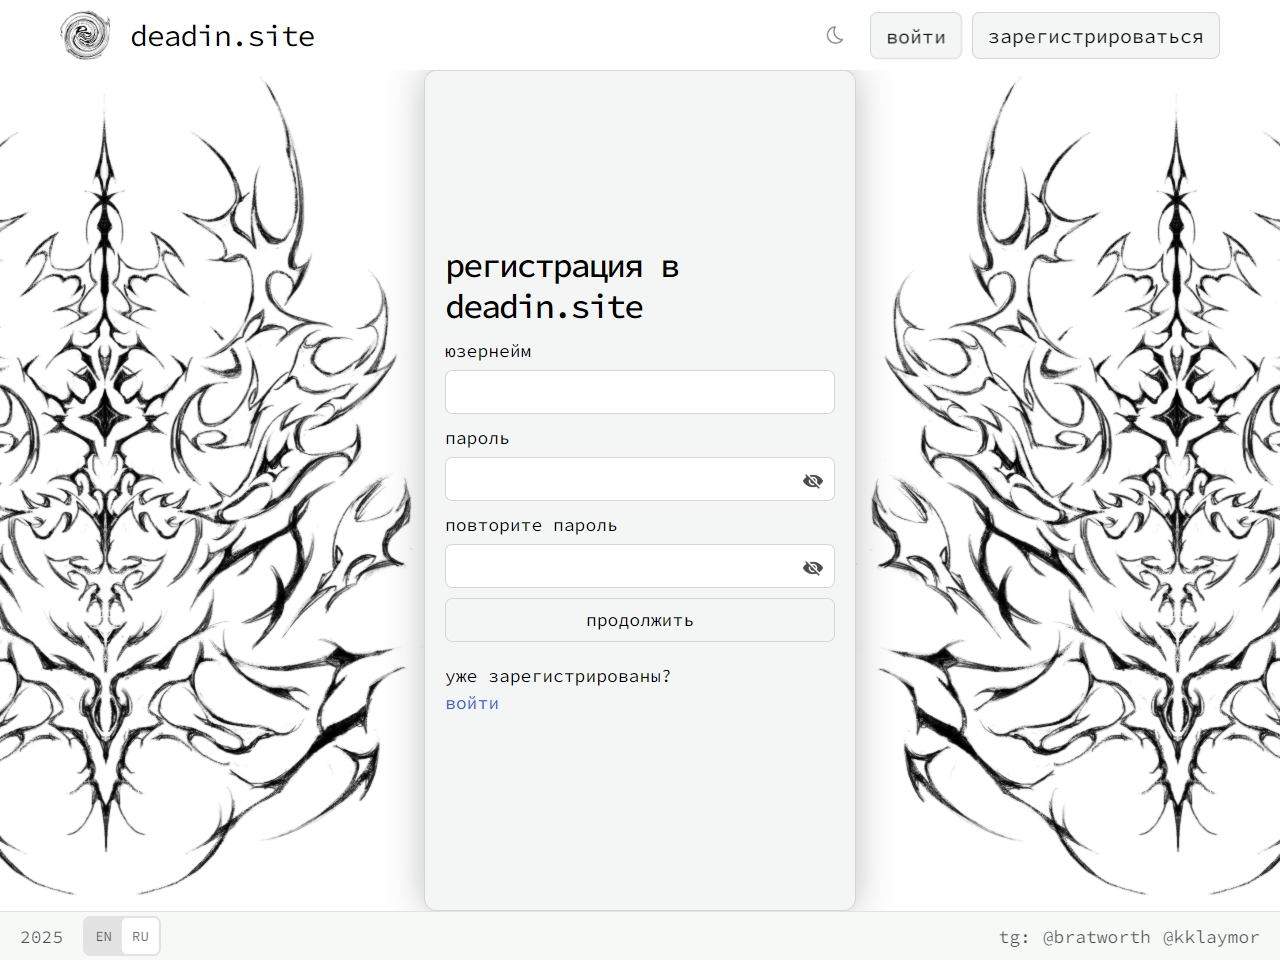 deadin.site
войти
зарегистрироваться
регистрация в
deadin.site
юзернейм
пароль
повторите пароль
продолжить
уже зарегистрированы?
войти
2025
EN
RU
tg: @bratworth @kklaymor